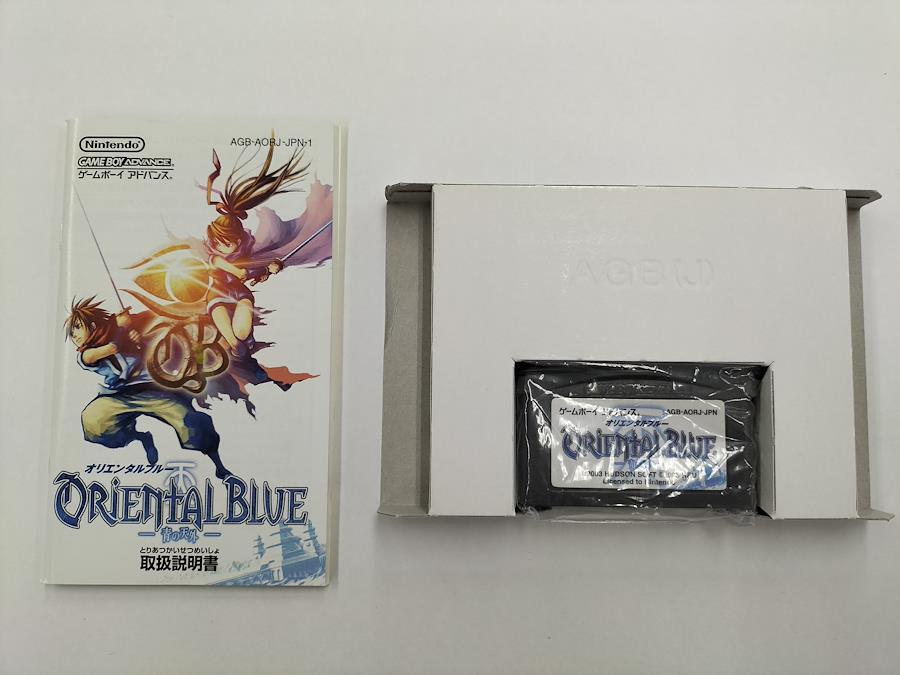 Nintendo
GAME BOY ADVANCE
ゲームボーイ アドバンス
AGB-AORJ-JPN-1
オリエンタルブルー
ORIENTAL BLUE
青の天外
とりあつかいせつめいしょ
取扱説明書
AGB(J)
ゲームボーイ アドバンス
AGB-AORJ-JPN
オリエンタルブルー
ORIENTAL BLUE
©2003 HUDSON SOFT
Licensed to Nintendo